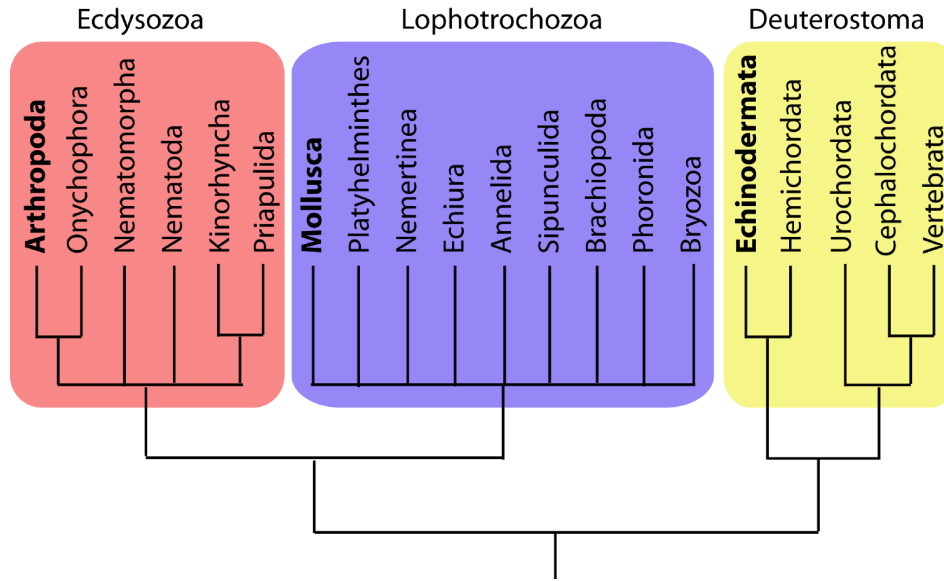 Ecdysozoa
Lophotrochozoa
Deuterostoma
Arthropoda
Onychophora
Nematomorpha
Nematoda
Kinorhyncha
Priapulida
Mollusca
Platyhelminthes
Nemertinea
Echiura
Annelida
Sipunculida
Brachiopoda
Phoronida
Bryozoa
Echinodermata
Hemichordata
Urochordata
Cephalochordata
Vertebrata